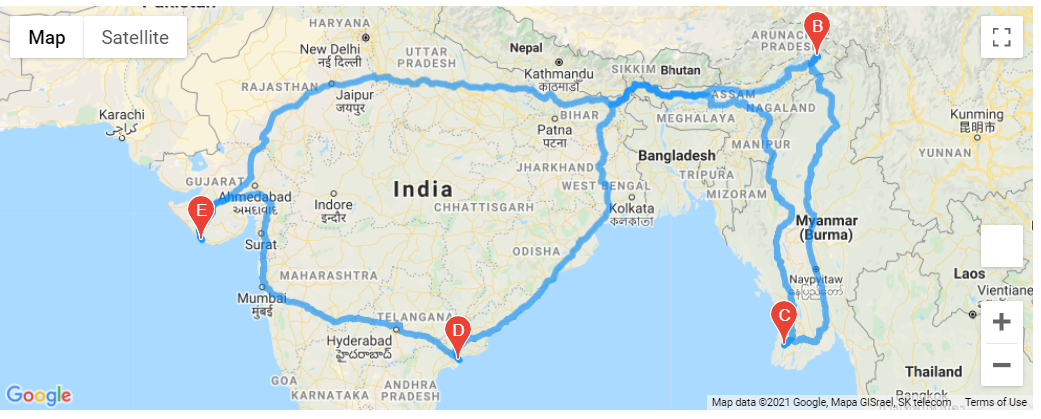 Pakistan
Map
Satellite
HARYANA
New Delhi
नई दिल्ली
UTTAR
PRADESH
Nepal
Kathmandu
काठमाडौँ
SIKKIM
Bhutan
ARUNACHAL
PRADESH
B
RAJASTHAN
Jaipur
जयपुर
ASSAM
NAGALAND
Karachi
BIHAR
Patna
पटना
MEGHALAYA
Kunming
昆明市
MANIPUR
YUNNAN
Bangladesh
JHARKHAND
TRIPURA
MIZORAM
GUJARAT
Ahmedabad
E
India
Indore
इन्दौर
CHHATTISGARH
WEST BENGAL
Kolkata
কলকাতা
Myanmar
(Burma)
Surat
ODISHA
MAHARASHTRA
Naypyitaw
Laos
Vientiane
Mumbai
मुंबई
TELANGANA
Hyderabad
D
C
GOA
KARNATAKA
ANDHRA
PRADESH
Thailand
Bangkok
Google
Map data ©2021 Google, Mapa GISrael, SK telecom
Terms of Use